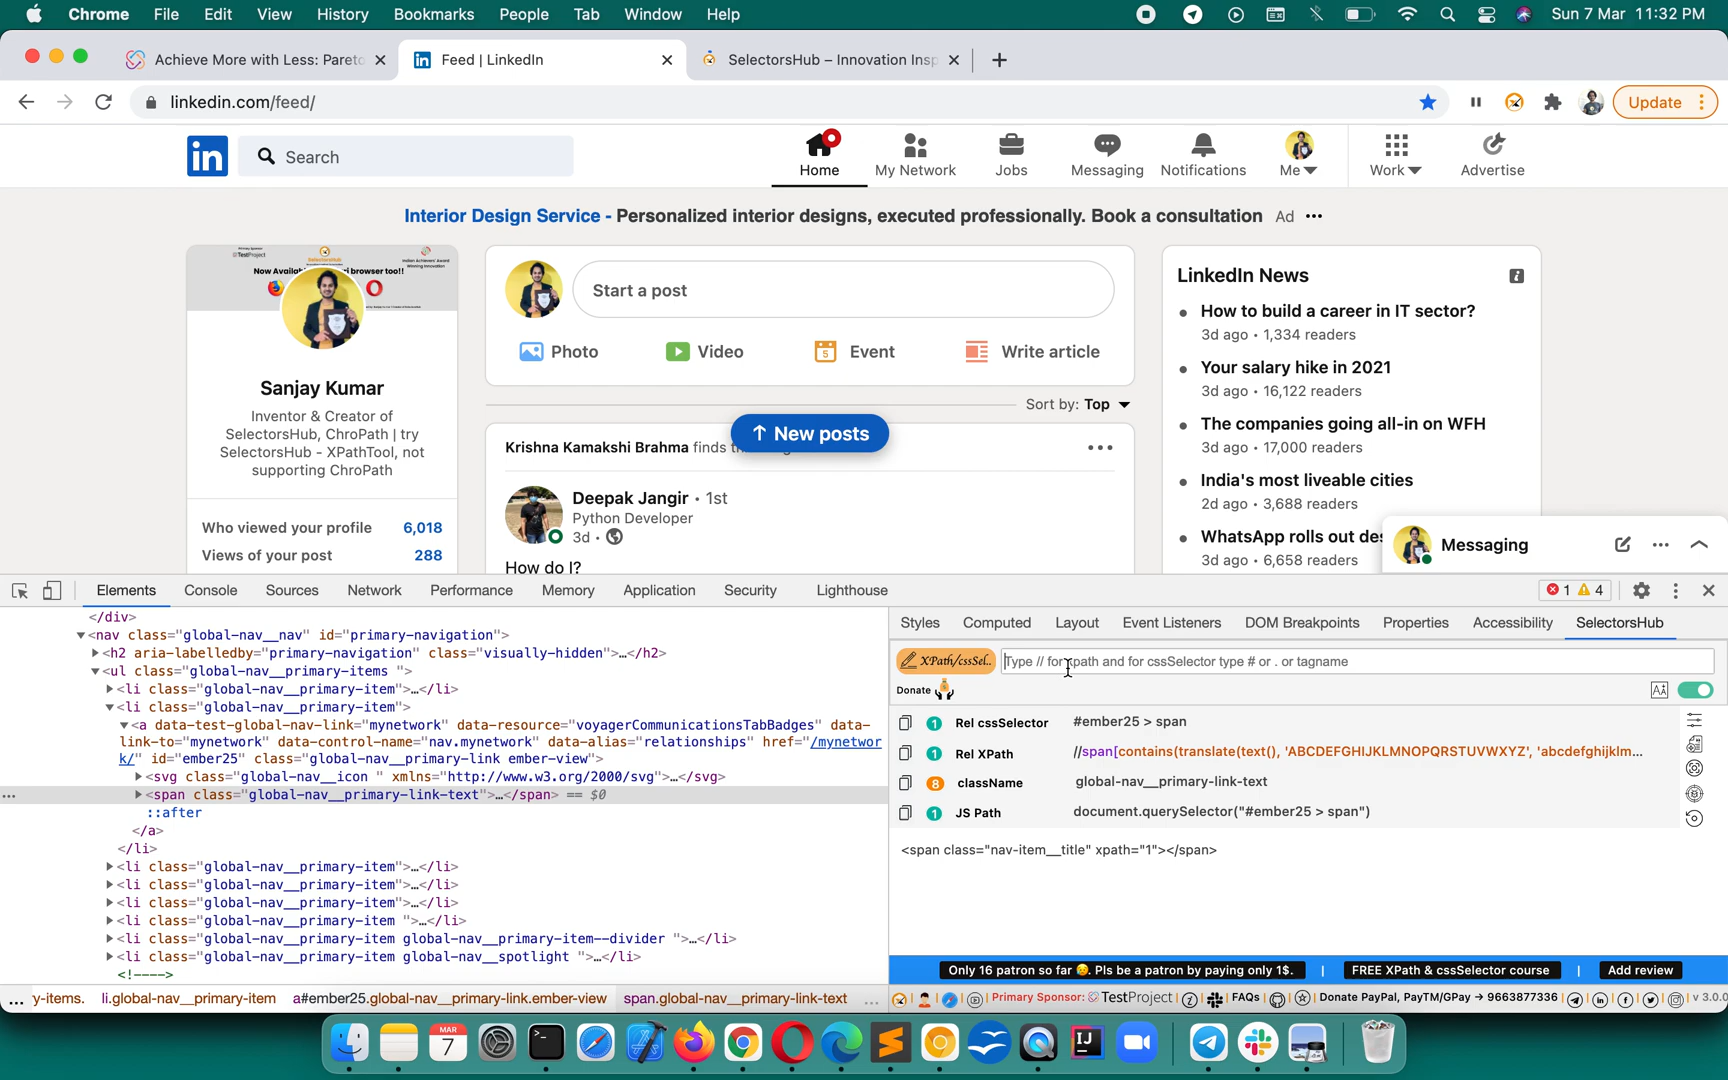 Chrome File Edit View History Bookmarks People Tab Window Help Sun 7 Mar 11:32 PM
Achieve More with Less: Pareto Feed | LinkedIn SelectorsHub – Innovation Insp
linkedin.com/feed/ Update
in Search Home My Network Jobs Messaging Notifications Me Work Advertise
Interior Design Service - Personalized interior designs, executed professionally. Book a consultation Ad •••
Now Available
browser too!!
Sanjay Kumar
Inventor & Creator of
SelectorsHub, ChroPath | try
SelectorsHub - XPathTool, not
supporting ChroPath
Who viewed your profile 6,018
Views of your post 288
Start a post
Photo Video Event Write article
Sort by: Top
↑ New posts
Krishna Kamakshi Brahma finds
Deepak Jangir • 1st
Python Developer
3d •
How do I?
LinkedIn News
How to build a career in IT sector?
3d ago • 1,334 readers
Your salary hike in 2021
3d ago • 16,122 readers
The companies going all-in on WFH
3d ago • 17,000 readers
India's most liveable cities
2d ago • 3,688 readers
WhatsApp rolls out des
3d ago • 6,658 readers
Messaging
Elements Console Sources Network Performance Memory Application Security Lighthouse 1 4
</div>
<nav class="global-nav__nav" id="primary-navigation">
<h2 aria-labelledby="primary-navigation" class="visually-hidden">…</h2>
<ul class="global-nav__primary-items ">
<li class="global-nav__primary-item">…</li>
<li class="global-nav__primary-item">
<a data-test-global-nav-link="mynetwork" data-resource="voyagerCommunicationsTabBadges" data-
link-to="mynetwork" data-control-name="nav.mynetwork" data-alias="relationships" href="/mynetwor
k/" id="ember25" class="global-nav__primary-link ember-view">
<svg class="global-nav__icon " xmlns="http://www.w3.org/2000/svg">…</svg>
<span class="global-nav__primary-link-text">…</span> == $0
::after
</a>
</li>
<li class="global-nav__primary-item">…</li>
<li class="global-nav__primary-item">…</li>
<li class="global-nav__primary-item">…</li>
<li class="global-nav__primary-item ">…</li>
<li class="global-nav__primary-item global-nav__primary-item--divider ">…</li>
<li class="global-nav__primary-item global-nav__spotlight ">…</li>
<!---->
… y-items. li.global-nav__primary-item a#ember25.global-nav__primary-link.ember-view span.global-nav__primary-link-text …
Styles Computed Layout Event Listeners DOM Breakpoints Properties Accessibility SelectorsHub
XPath/cssSel.. Type // for xpath and for cssSelector type # or . or tagname
Donate
1 Rel cssSelector #ember25 > span
1 Rel XPath //span[contains(translate(text(), 'ABCDEFGHIJKLMNOPQRSTUVWXYZ', 'abcdefghijklm...
8 className global-nav__primary-link-text
1 JS Path document.querySelector("#ember25 > span")
<span class="nav-item__title" xpath="1"></span>
Only 16 patron so far 😢. Pls be a patron by paying only 1$. | FREE XPath & cssSelector course | Add review
Primary Sponsor: TestProject FAQs Donate PayPal, PayTM/GPay → 9663877336 v 3.0.0
MAR
7
IJ